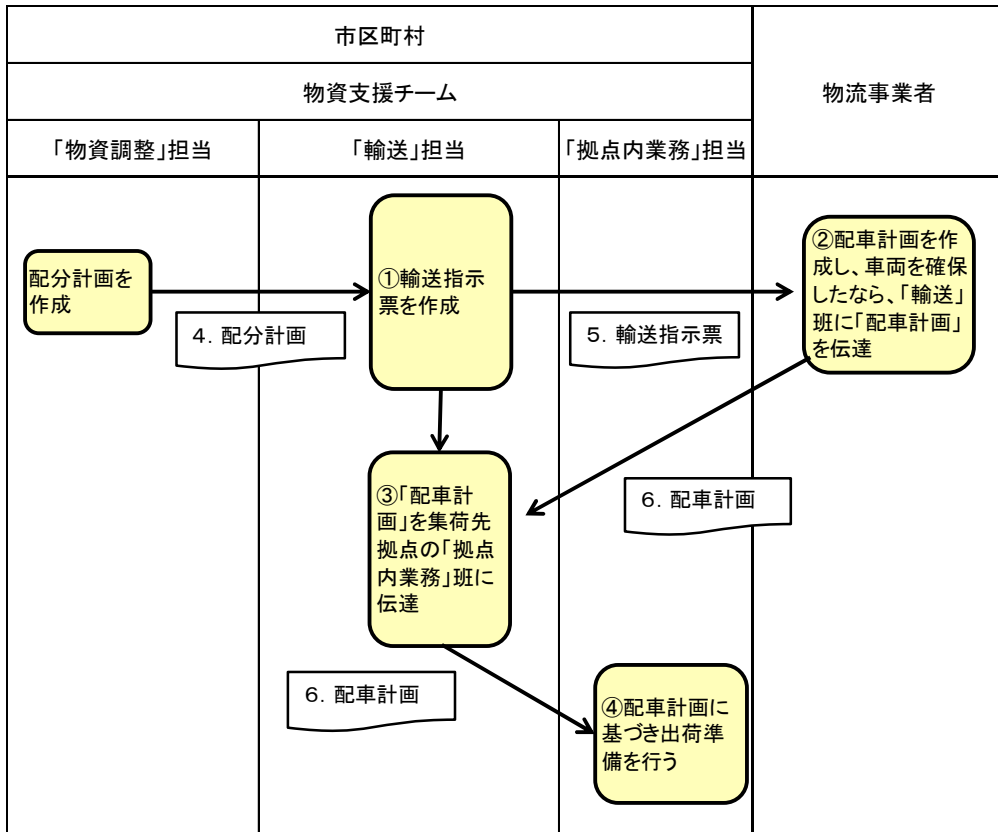 市区町村
物資支援チーム
物流事業者
「物資調整」担当
「輸送」担当
「拠点内業務」担当
配分計画を
作成
①輸送指示
票を作成
②配車計画を作
成し、車両を確保
したなら、「輸送」
班に「配車計画」
を伝達
4．配分計画
5．輸送指示票
③「配車計
画」を集荷先
拠点の「拠点
内業務」班に
伝達
6．配車計画
6．配車計画
④配車計画に
基づき出荷準
備を行う